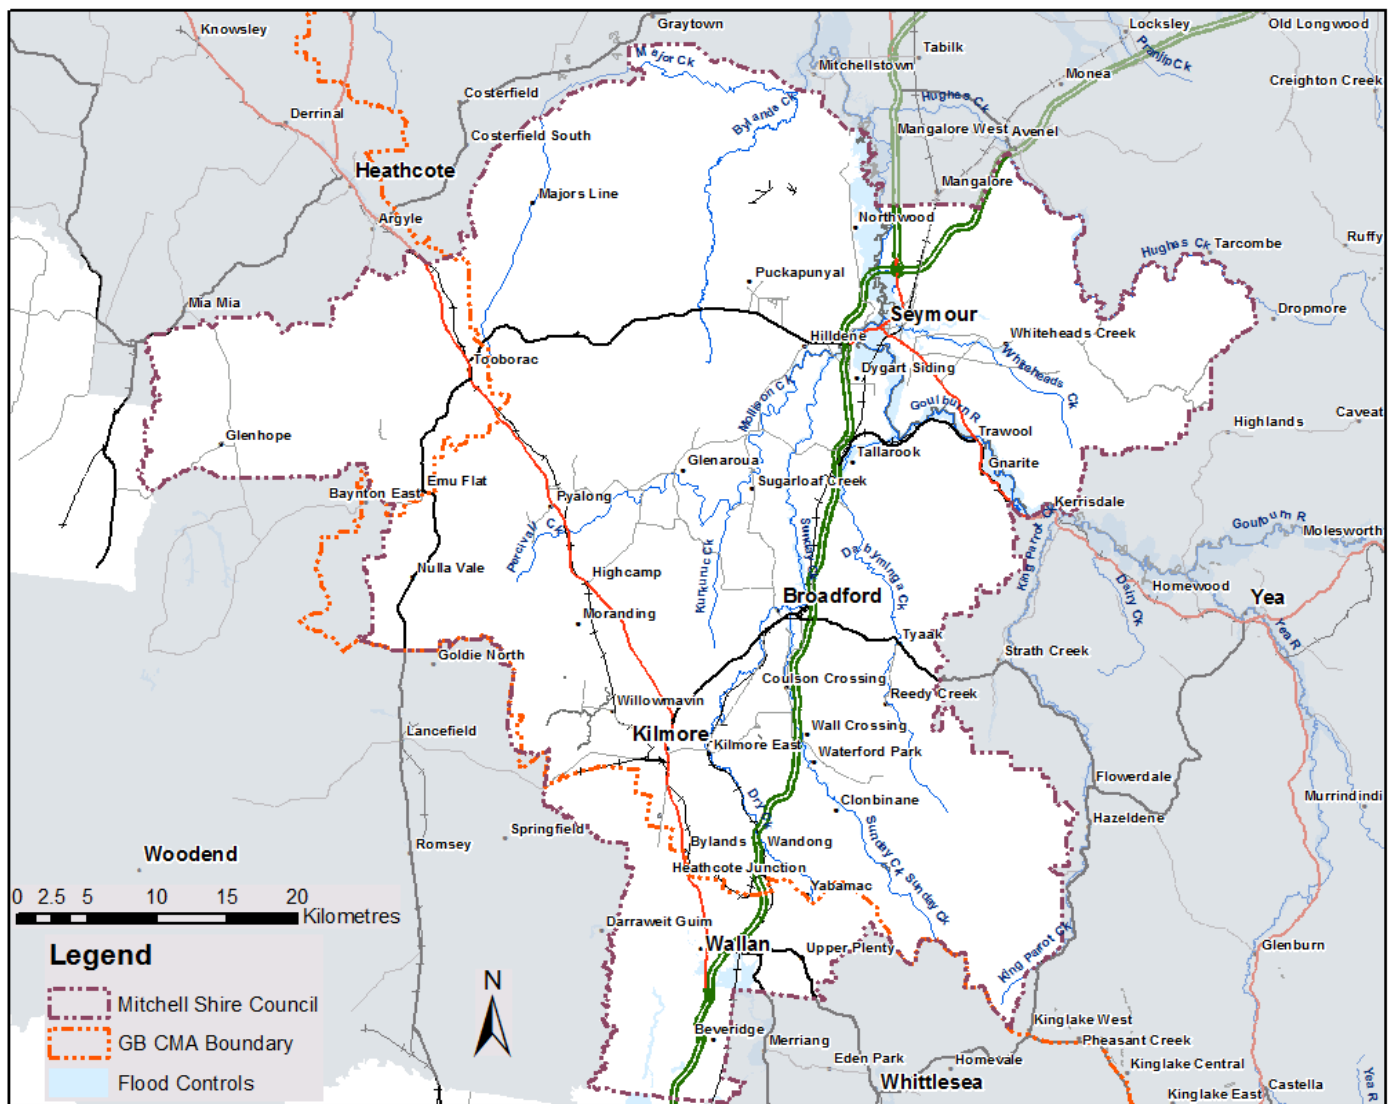 Graytown
Locksley
Old Longwood
Knowsley
Tabilk
Major Ck
Mitchellstown
Pranjip Ck
Monea
Creighton Creek
Costerfield
Hughes Ck
Derrinal
Bylands Ck
Costerfield South
Mangalore West
Avenel
Heathcote
Mangalore
Majors Line
Argyle
Northwood
Ruffy
Hughes Ck
Tarcombe
Puckapunyal
Mia Mia
Dropmore
Seymour
Hilldene
Whiteheads Creek
Tooborac
Whiteheads Ck
Dygart Siding
Mollison Ck
Goulburn R
Caveat
Highlands
Glenhope
Trawool
Tallarook
Glenaroua
Gnarite
Emu Flat
Sugarloaf Creek
Baynton East
Pyalong
Kerrisdale
Percival Ck
Sunday Ck
King Parrot Ck
Goulburn R
Molesworth
Dabyminga Ck
Kurkuruc Ck
Nulla Vale
Highcamp
Dairy Ck
Homewood
Broadford
Yea
Moranding
Tyaak
Yea R
Goldie North
Strath Creek
Coulson Crossing
Reedy Creek
Willowmavin
Lancefield
Wall Crossing
Kilmore
Kilmore East
Waterford Park
Flowerdale
Dry Ck
Clonbinane
Murrindindi
Hazeldene
Springfield
Sunday Ck
Romsey
Bylands
Wandong
Woodend
Heathcote Junction
Yabamac
Sunday Ck
0 2.5 5 10 15 20
Kilometres
Darraweit Guim
Wallan
Upper Plenty
Glenburn
King Parrot Ck
Legend
N
Mitchell Shire Council
Kinglake West
GB CMA Boundary
Beveridge
Merriang
Pheasant Creek
Eden Park
Homevale
Kinglake Central
Flood Controls
Whittlesea
Castella
Kinglake East
Yea R